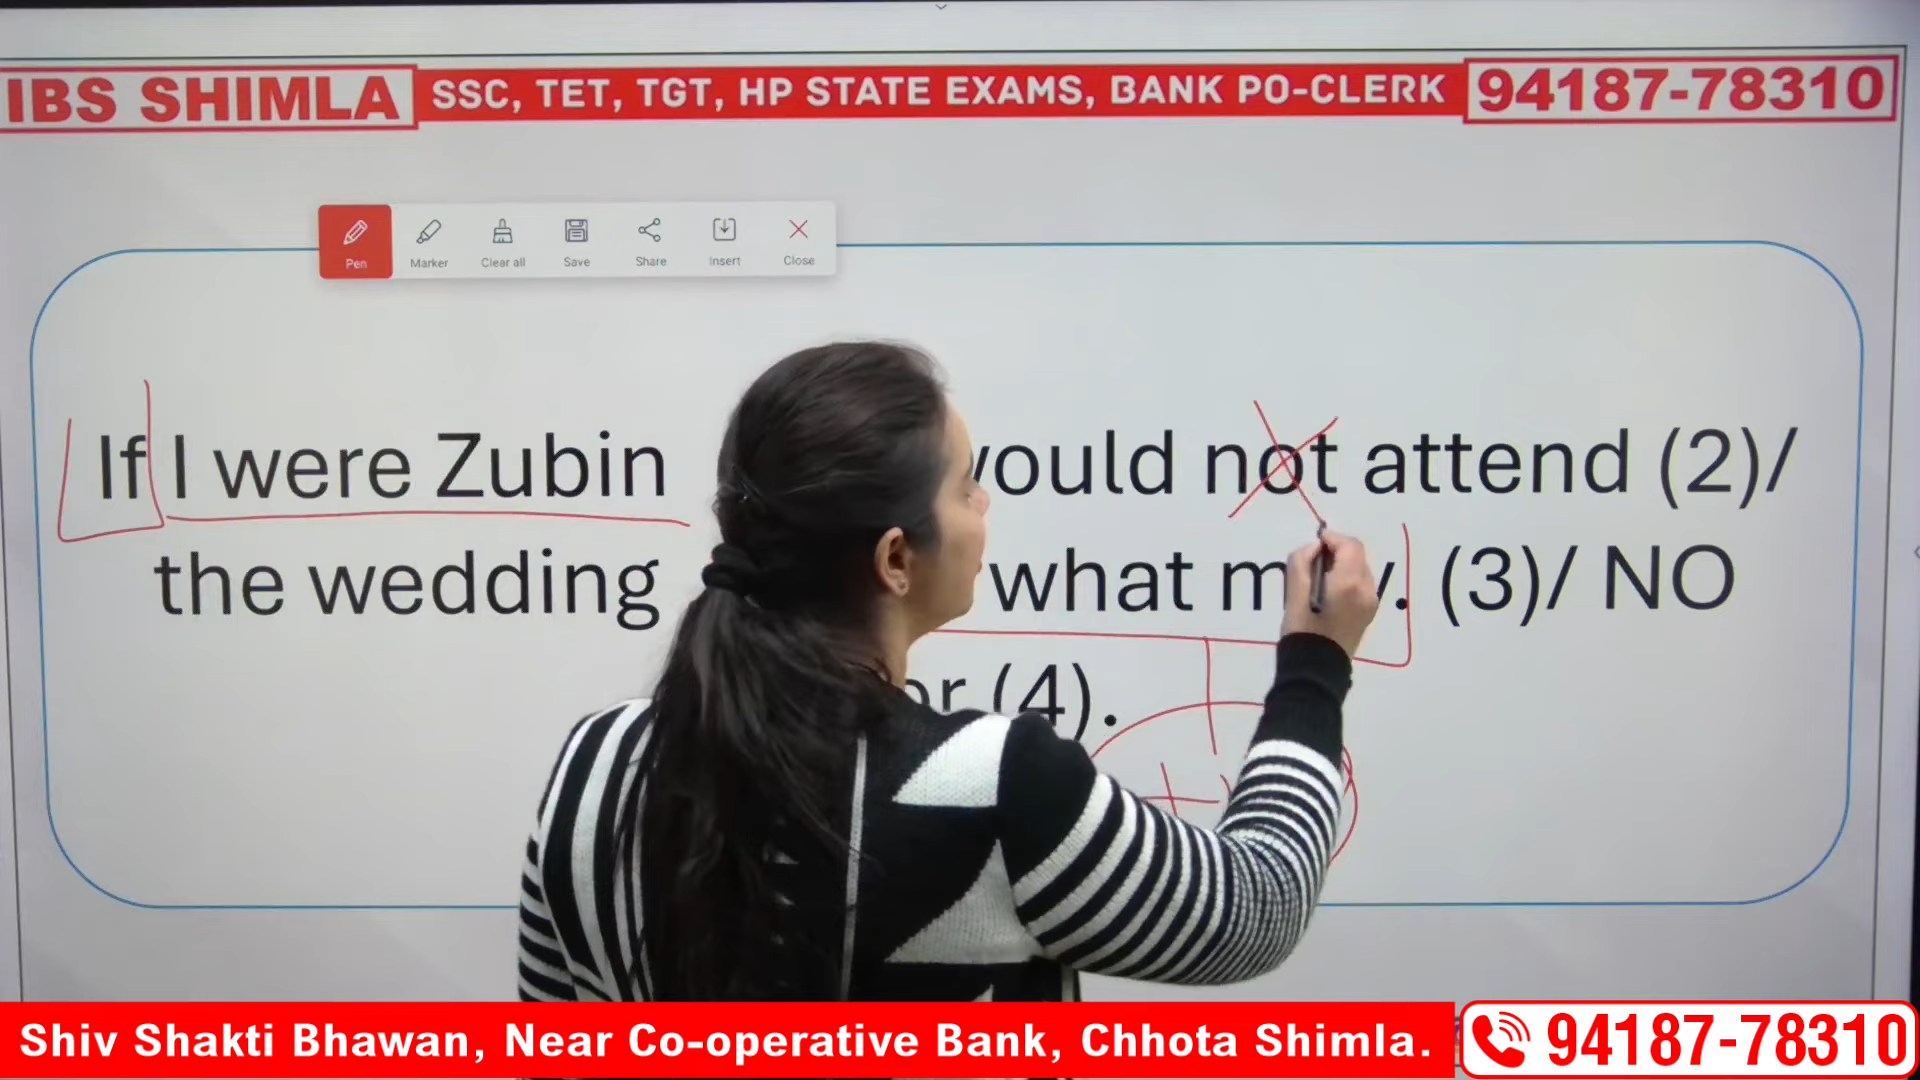 IBS SHIMLA SSC, TET, TGT, HP STATE EXAMS, BANK PO-CLERK 94187-78310
Pen Marker Clear all Save Share Insert Close
If I were Zubin would not attend (2)/
the wedding what may. (3)/ NO
(4).
Shiv Shakti Bhawan, Near Co-operative Bank, Chhota Shimla. 94187-78310